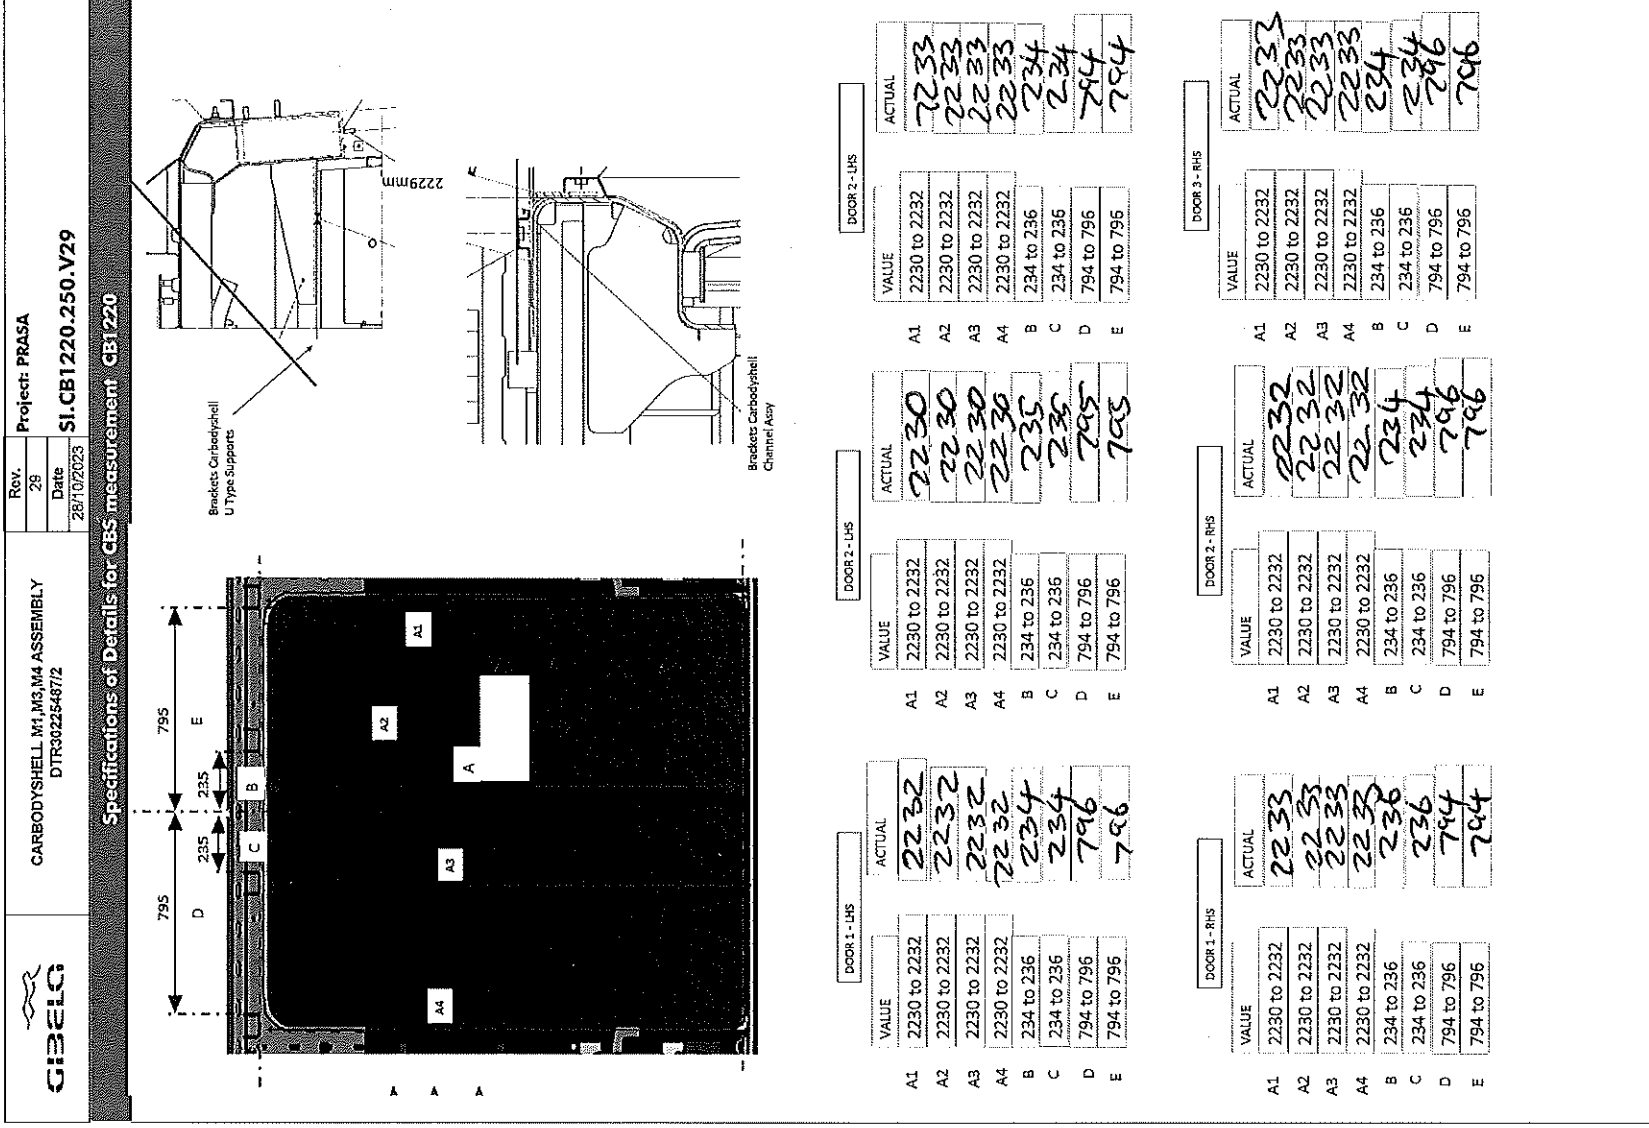 GIBELA
CARBODYSHELL M1,M3,M4 ASSEMBLY
DTR30225487/2
Rev.
29
Date
28/10/2023
Project: PRASA
SI.CB1220.250.V29
Specifications of Details for CBS measurement CB1220
795
795
D
E
235
235
C
B
A4
A3
A
A2
A1
A
A
A
Brackets Carbodyshell
U Type Supports
2229mm
Brackets Carbodyshell
Channel Assy
DOOR 1 - LHS
VALUE ACTUAL
A1 2230 to 2232 2232
A2 2230 to 2232 2232
A3 2230 to 2232 2232
A4 2230 to 2232 2232
B 234 to 236 234
C 234 to 236 234
D 794 to 796 796
E 794 to 796 796
DOOR 2 - LHS
VALUE ACTUAL
A1 2230 to 2232 2230
A2 2230 to 2232 2230
A3 2230 to 2232 2230
A4 2230 to 2232 2230
B 234 to 236 235
C 234 to 236 235
D 794 to 796 795
E 794 to 796 795
DOOR 2 - LHS
VALUE ACTUAL
A1 2230 to 2232 2233
A2 2230 to 2232 2233
A3 2230 to 2232 2233
A4 2230 to 2232 2233
B 234 to 236 234
C 234 to 236 234
D 794 to 796 794
E 794 to 796 794
DOOR 1 - RHS
VALUE ACTUAL
A1 2230 to 2232 2233
A2 2230 to 2232 2233
A3 2230 to 2232 2233
A4 2230 to 2232 2233
B 234 to 236 236
C 234 to 236 236
D 794 to 796 794
E 794 to 796 794
DOOR 2 - RHS
VALUE ACTUAL
A1 2230 to 2232 2232
A2 2230 to 2232 2232
A3 2230 to 2232 2232
A4 2230 to 2232 2232
B 234 to 236 234
C 234 to 236 234
D 794 to 796 796
E 794 to 796 796
DOOR 3 - RHS
VALUE ACTUAL
A1 2230 to 2232 2233
A2 2230 to 2232 2233
A3 2230 to 2232 2233
A4 2230 to 2232 2233
B 234 to 236 234
C 234 to 236 234
D 794 to 796 796
E 794 to 796 796